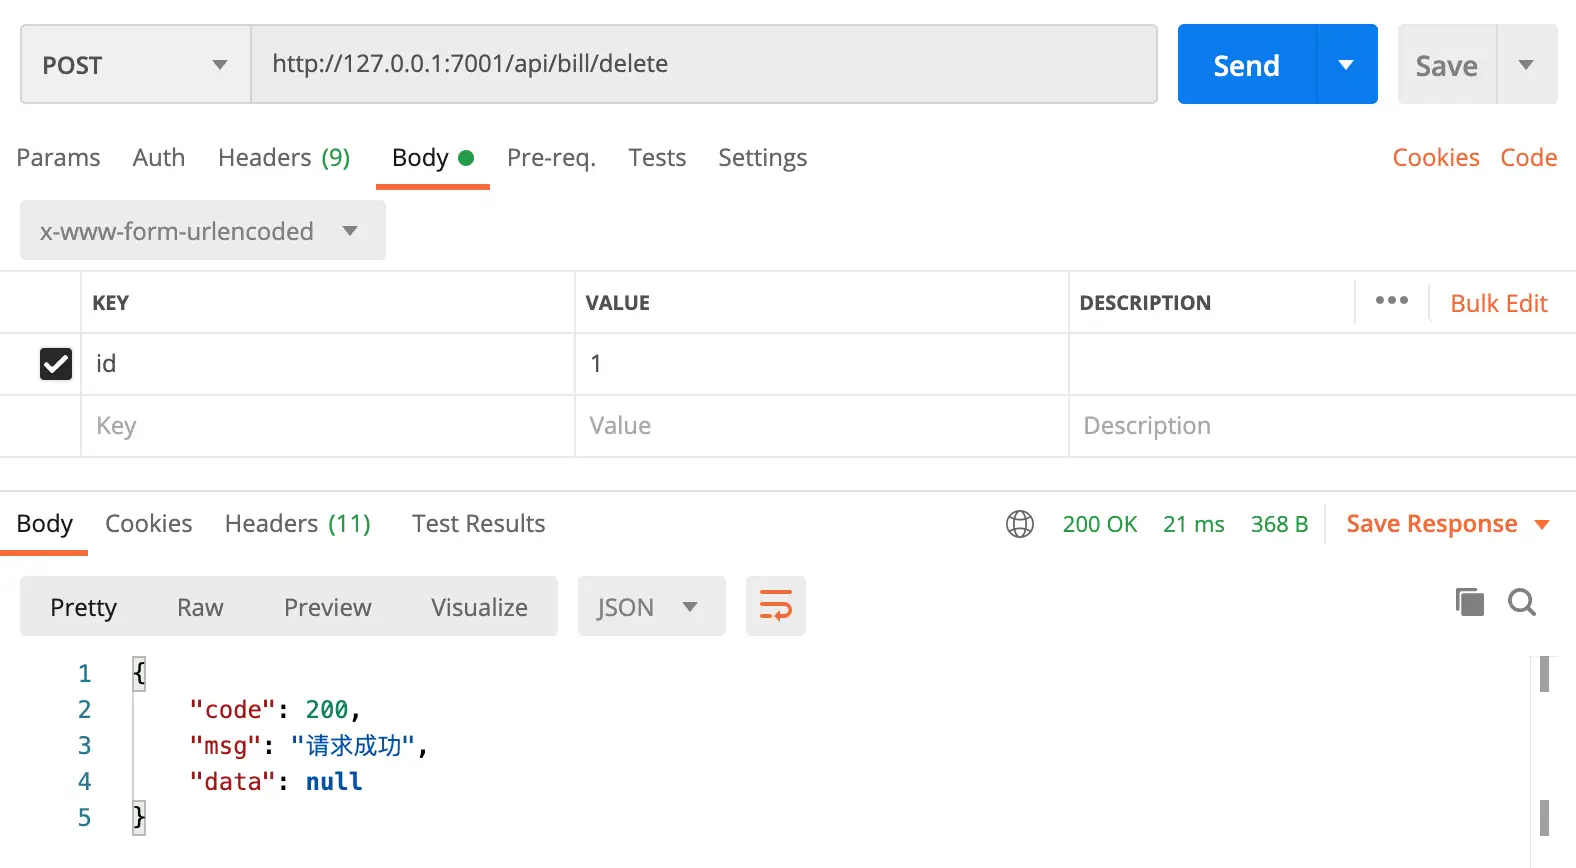 POST http://127.0.0.1:7001/api/bill/delete Send Save
Params Auth Headers (9) Body Pre-req. Tests Settings Cookies Code
x-www-form-urlencoded
KEY VALUE DESCRIPTION ••• Bulk Edit
id 1
Key Value Description
Body Cookies Headers (11) Test Results 200 OK 21 ms 368 B Save Response
Pretty Raw Preview Visualize JSON
1 {
2 "code": 200,
3 "msg": "请求成功",
4 "data": null
5 }